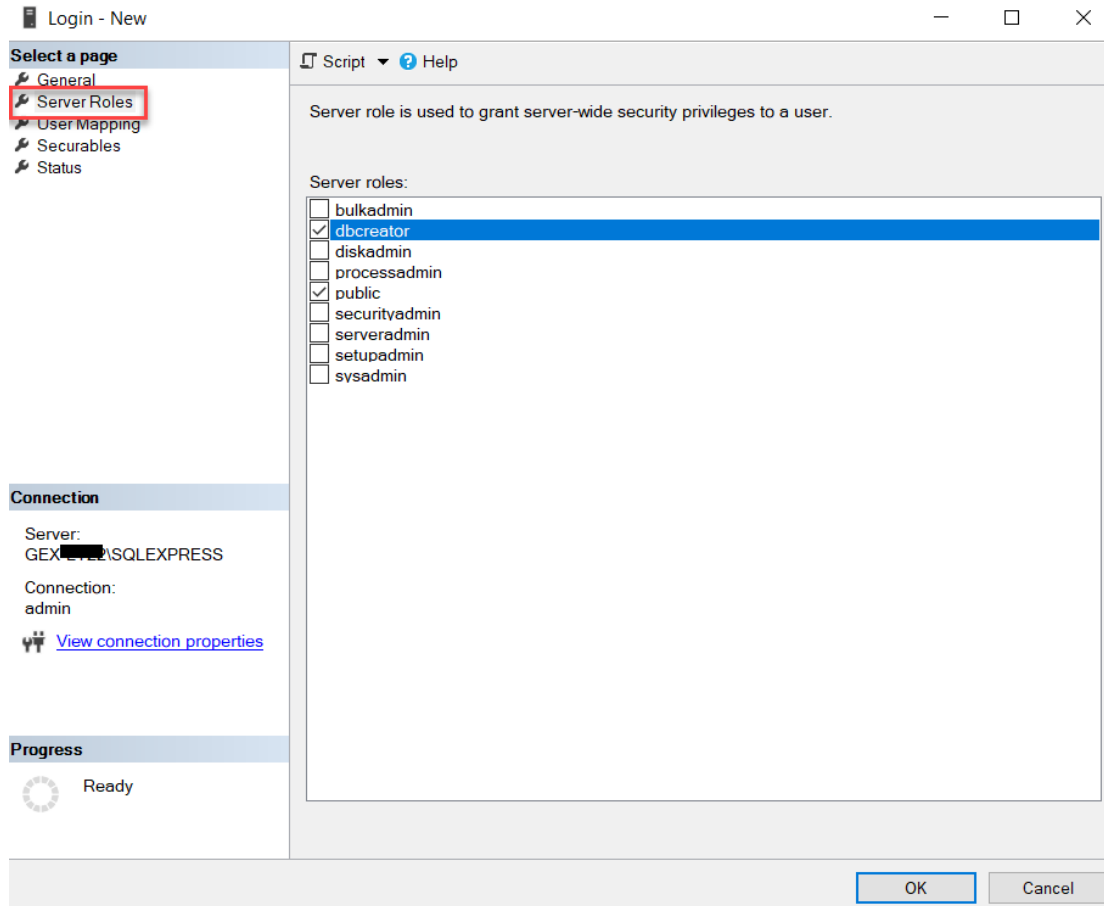 Login - New
Select a page
General
Server Roles
User Mapping
Securables
Status
Script
Help
Server role is used to grant server-wide security privileges to a user.
Server roles:
bulkadmin
dbcreator
diskadmin
processadmin
public
securityadmin
serveradmin
setupadmin
sysadmin
Connection
Server:
GEX \SQLEXPRESS
Connection:
admin
View connection properties
Progress
Ready
OK
Cancel